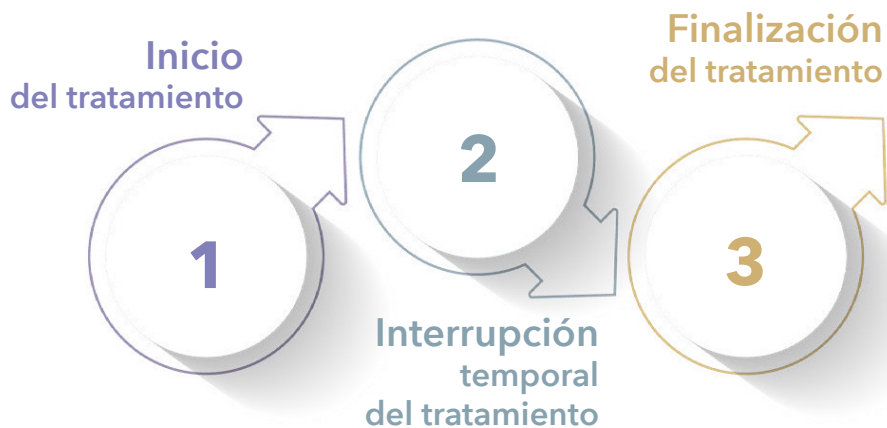 Inicio
del tratamiento
1
2
Interrupción
temporal
del tratamiento
Finalización
del tratamiento
3